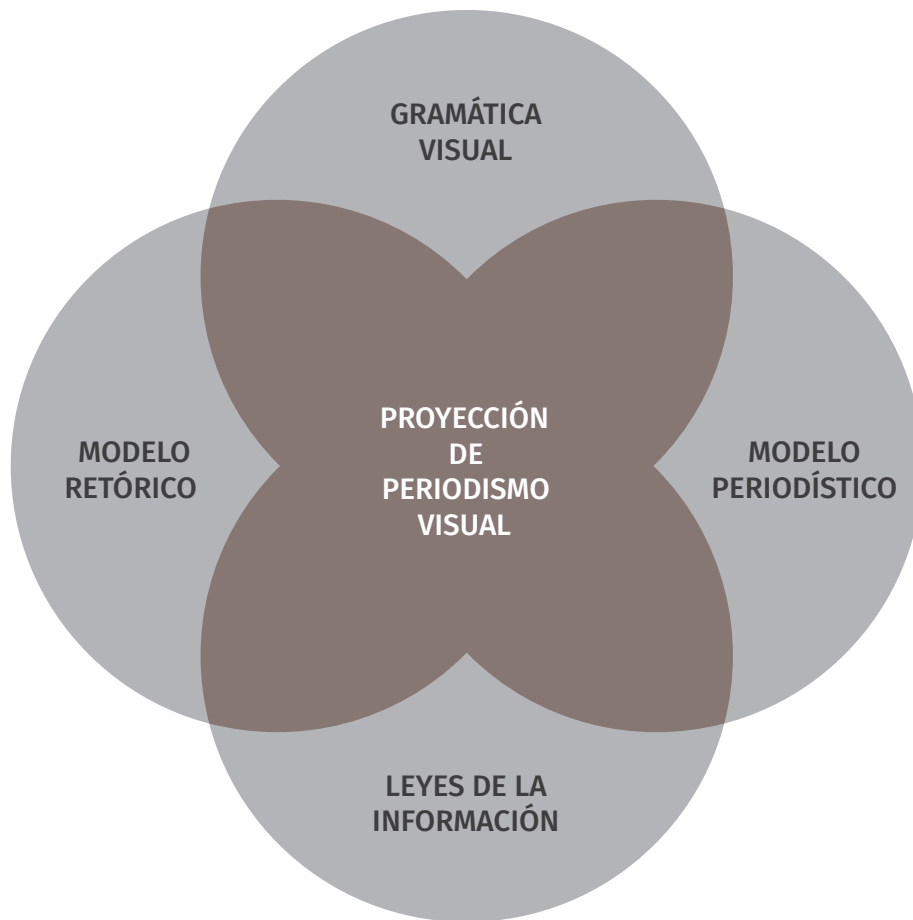 GRAMÁTICA
VISUAL
MODELO
RETÓRICO
PROYECCIÓN
DE
PERIODISMO
VISUAL
MODELO
PERIODÍSTICO
LEYES DE LA
INFORMACIÓN